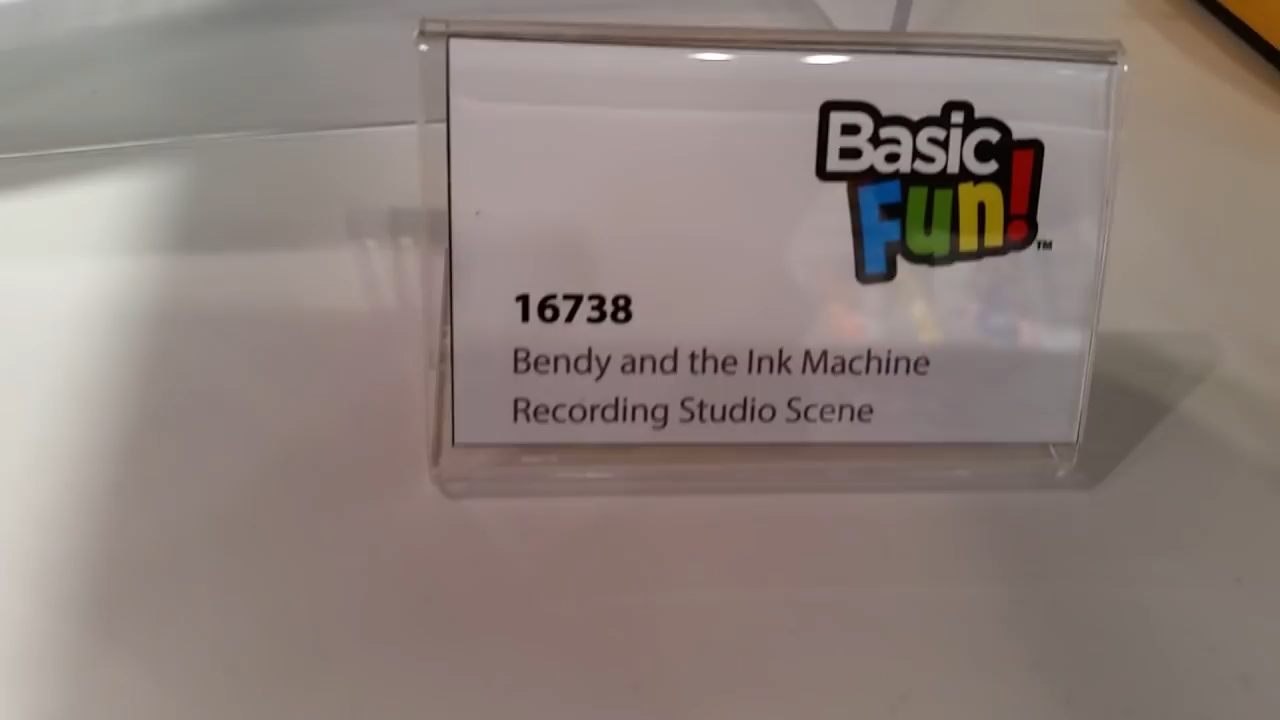 Basic
Fun!™
16738
Bendy and the Ink Machine
Recording Studio Scene